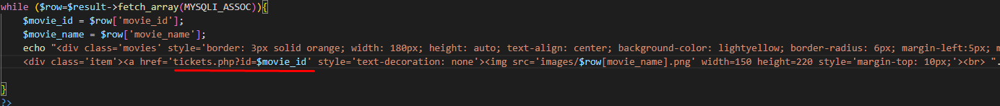 while ($row=$result->fetch_array(MYSQLI_ASSOC)){
$movie_id = $row['movie_id'];
$movie_name = $row['movie_name'];
echo "<div class='movies' style='border: 3px solid orange; width: 180px; height: auto; text-align: center; background-color: lightyellow; border-radius: 6px; margin-left:5px; m
<div class='item'><a href='tickets.php?id=$movie_id' style='text-decoration: none'><img src='images/$row[movie_name].png' width=150 height=220 style='margin-top: 10px;'><br> ".
}
?>